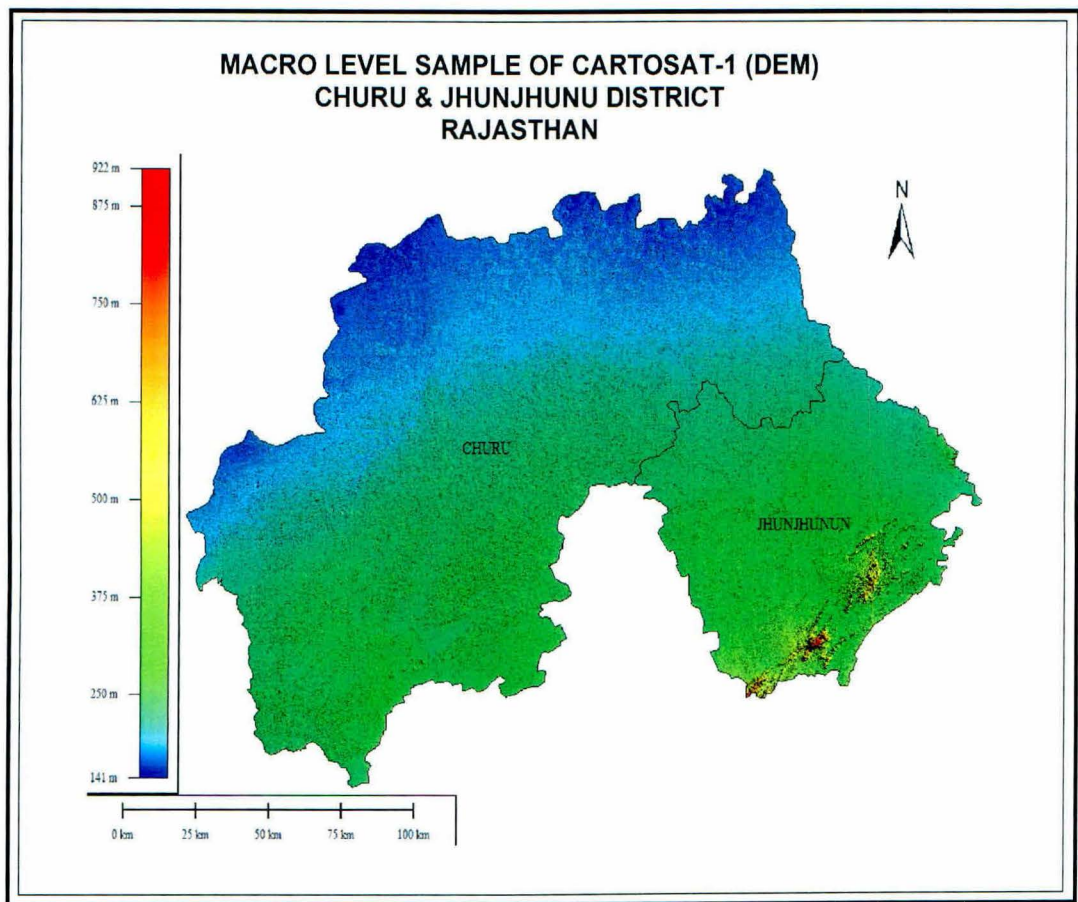 MACRO LEVEL SAMPLE OF CARTOSAT-1 (DEM)
CHURU & JHUNJHUNU DISTRICT
RAJASTHAN
922 m
875 m
750 m
625 m
500 m
375 m
250 m
141 m
N
CHURU
JHUNJHUNUN
0 km
25 km
50 km
75 km
100 km